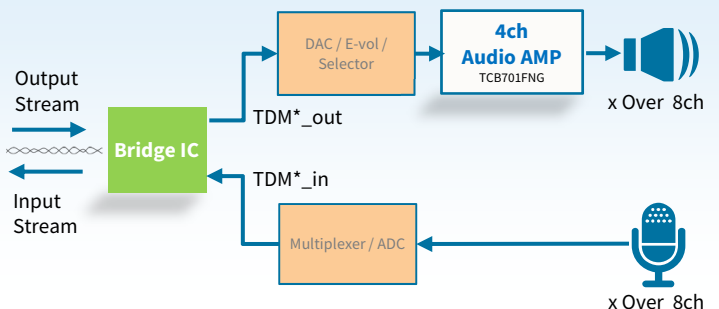 Output
Stream
Bridge IC
Input
Stream
TDM*_out
DAC / E-vol /
Selector
4ch
Audio AMP
TCB701FNG
x Over 8ch
TDM*_in
Multiplexer / ADC
x Over 8ch